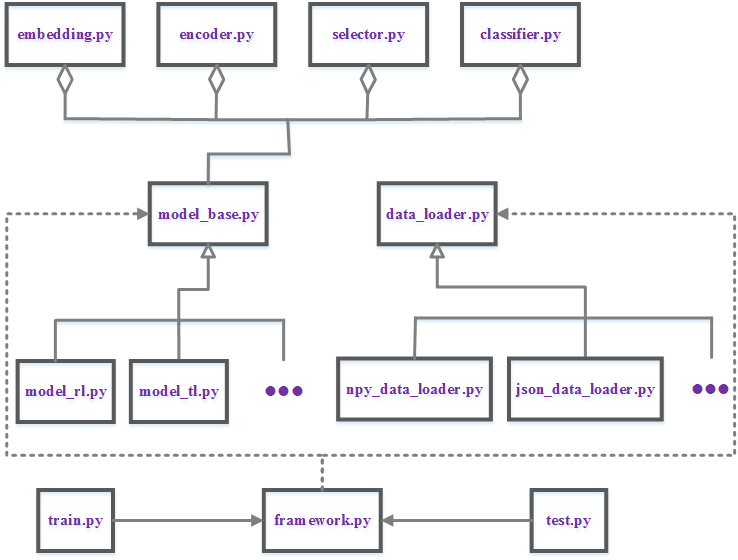 embedding.py
encoder.py
selector.py
classifier.py
model_base.py
data_loader.py
model_rl.py
model_tl.py
npy_data_loader.py
json_data_loader.py
train.py
framework.py
test.py